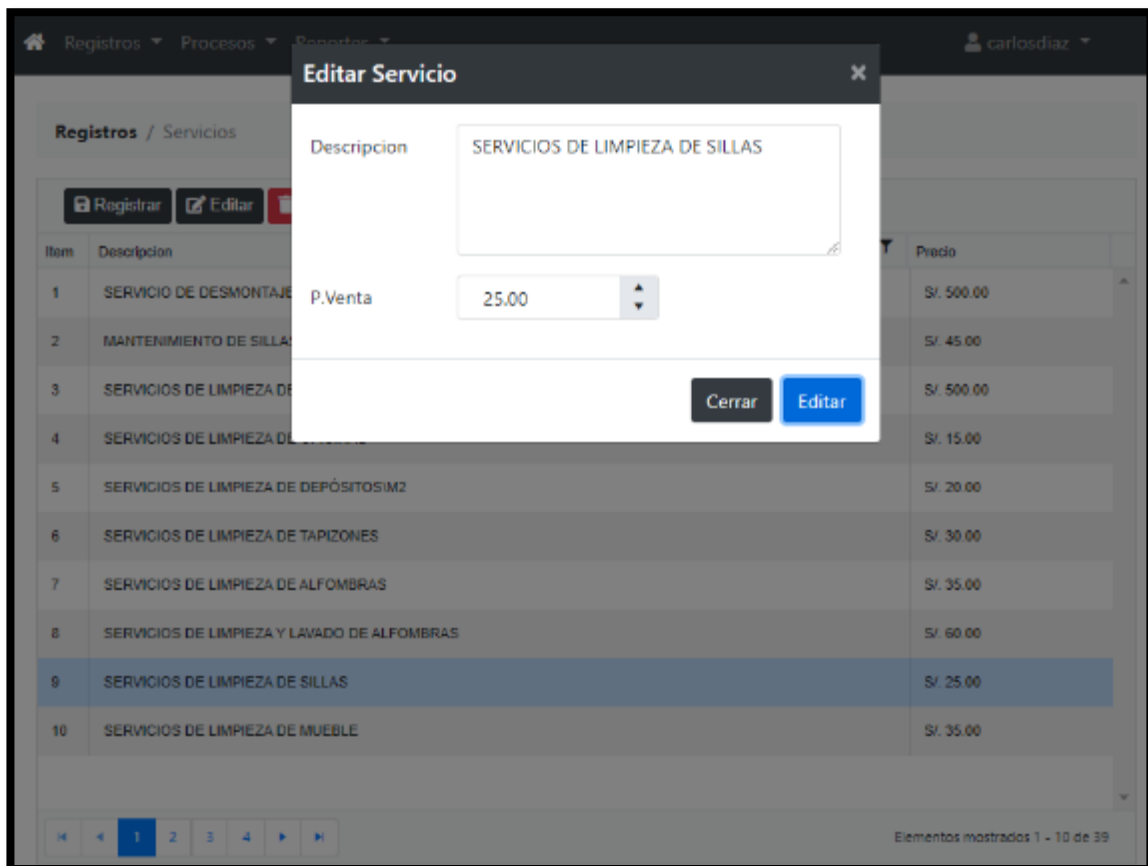 Registros Procesos Reportes carlosdiaz
Editar Servicio ×
Registros / Servicios
Descripcion SERVICIOS DE LIMPIEZA DE SILLAS
Registrar Editar
Item Descripcion Precio
P.Venta 25.00
1 SERVICIO DE DESMONTAJE S/. 500.00
2 MANTENIMIENTO DE SILLAS S/. 45.00
3 SERVICIOS DE LIMPIEZA DE S/. 500.00
Cerrar Editar
4 SERVICIOS DE LIMPIEZA DE S/. 15.00
5 SERVICIOS DE LIMPIEZA DE DEPÓSITOS\M2 S/. 20.00
6 SERVICIOS DE LIMPIEZA DE TAPIZONES S/. 30.00
7 SERVICIOS DE LIMPIEZA DE ALFOMBRAS S/. 35.00
8 SERVICIOS DE LIMPIEZA Y LAVADO DE ALFOMBRAS S/. 60.00
9 SERVICIOS DE LIMPIEZA DE SILLAS S/. 25.00
10 SERVICIOS DE LIMPIEZA DE MUEBLE S/. 35.00
1 2 3 4 Elementos mostrados 1 - 10 de 39